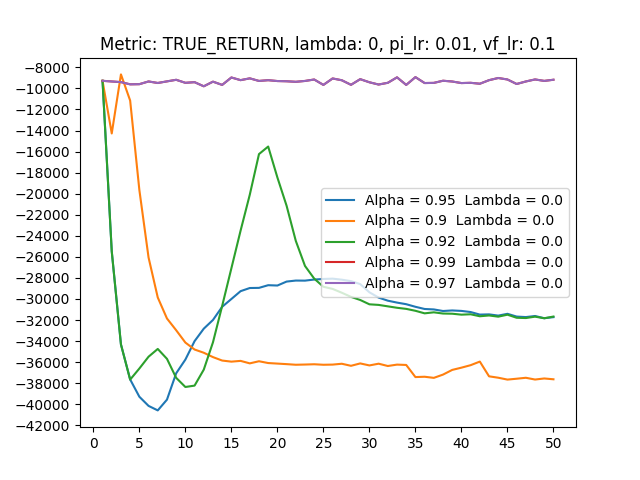 Metric: TRUE_RETURN, lambda: 0, pi_lr: 0.01, vf_lr: 0.1
−8000
−10000
−12000
−14000
−16000
−18000
−20000
−22000
−24000
−26000
−28000
−30000
−32000
−34000
−36000
−38000
−40000
−42000
Alpha = 0.95  Lambda = 0.0
Alpha = 0.9  Lambda = 0.0
Alpha = 0.92  Lambda = 0.0
Alpha = 0.99  Lambda = 0.0
Alpha = 0.97  Lambda = 0.0
0 5 10 15 20 25 30 35 40 45 50